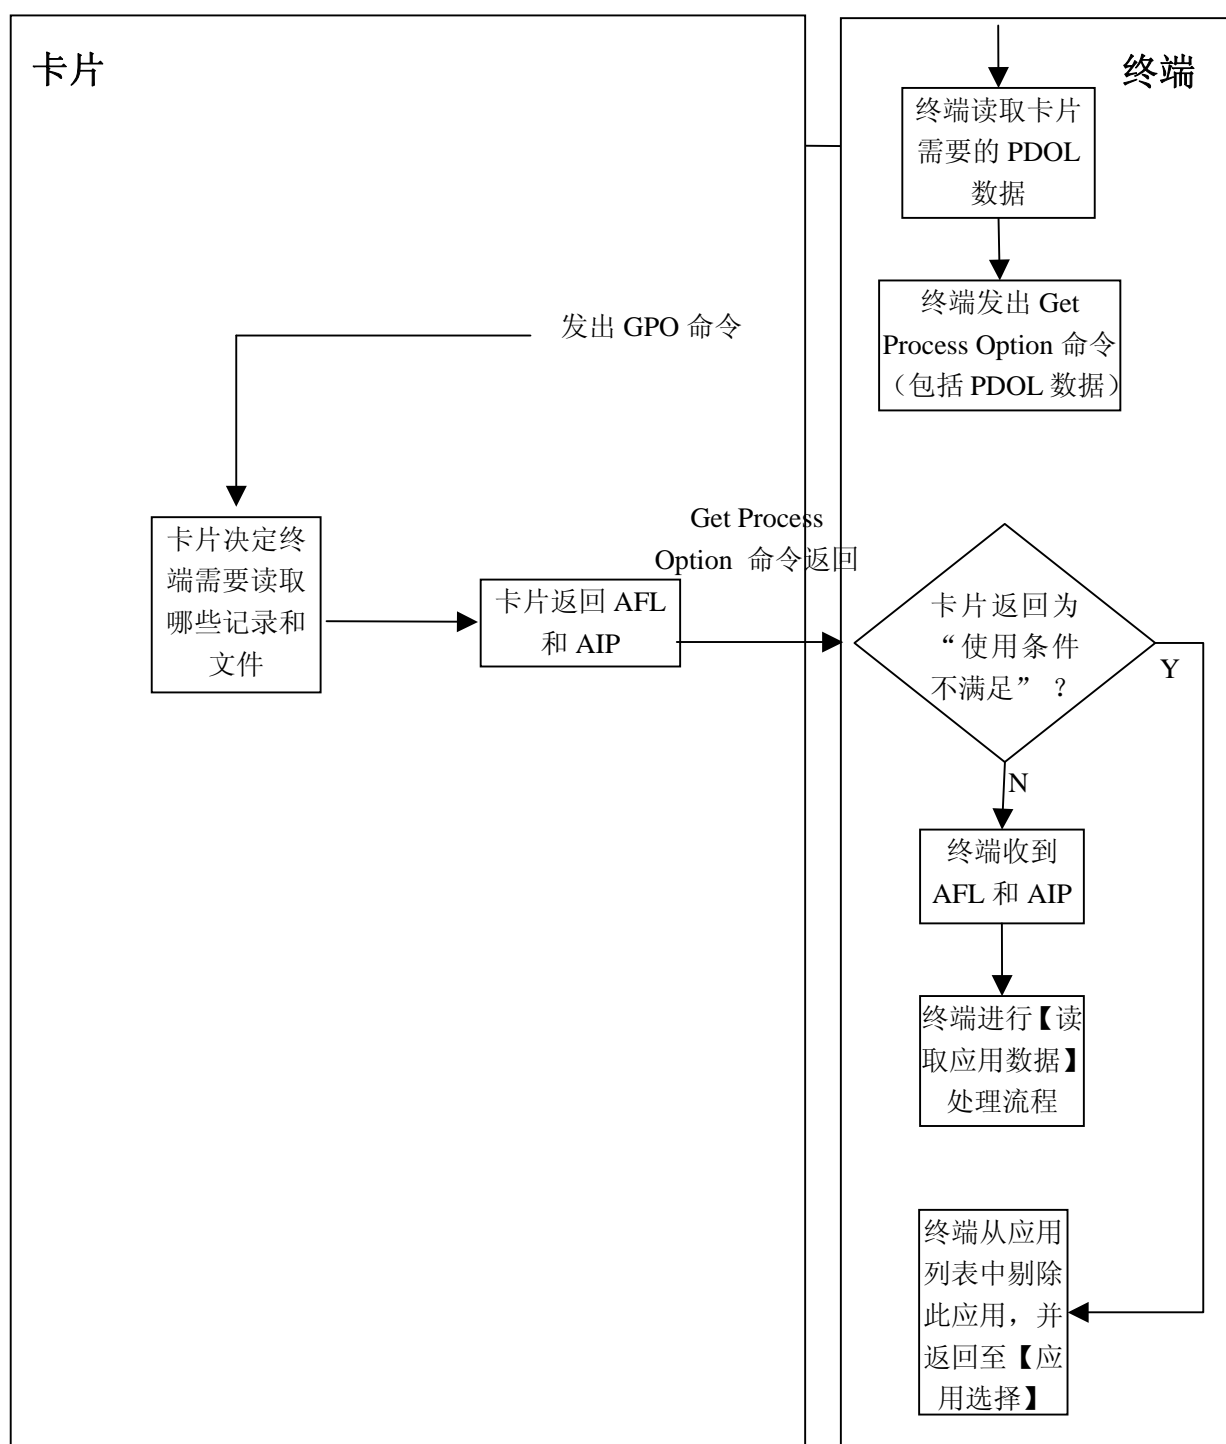 卡片
终端
终端读取卡片
需要的 PDOL
数据
终端发出 Get
Process Option 命令
（包括 PDOL 数据）
发出 GPO 命令
卡片决定终
端需要读取
哪些记录和
文件
卡片返回 AFL
和 AIP
Get Process
Option 命令返回
卡片返回为
“使用条件
不满足” ？
Y
N
终端收到
AFL 和 AIP
终端进行【读
取应用数据】
处理流程
终端从应用
列表中剔除
此应用，并
返回至【应
用选择】